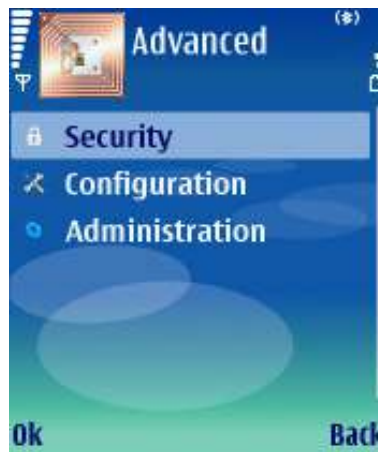 Advanced
Security
Configuration
Administration
Ok
Back